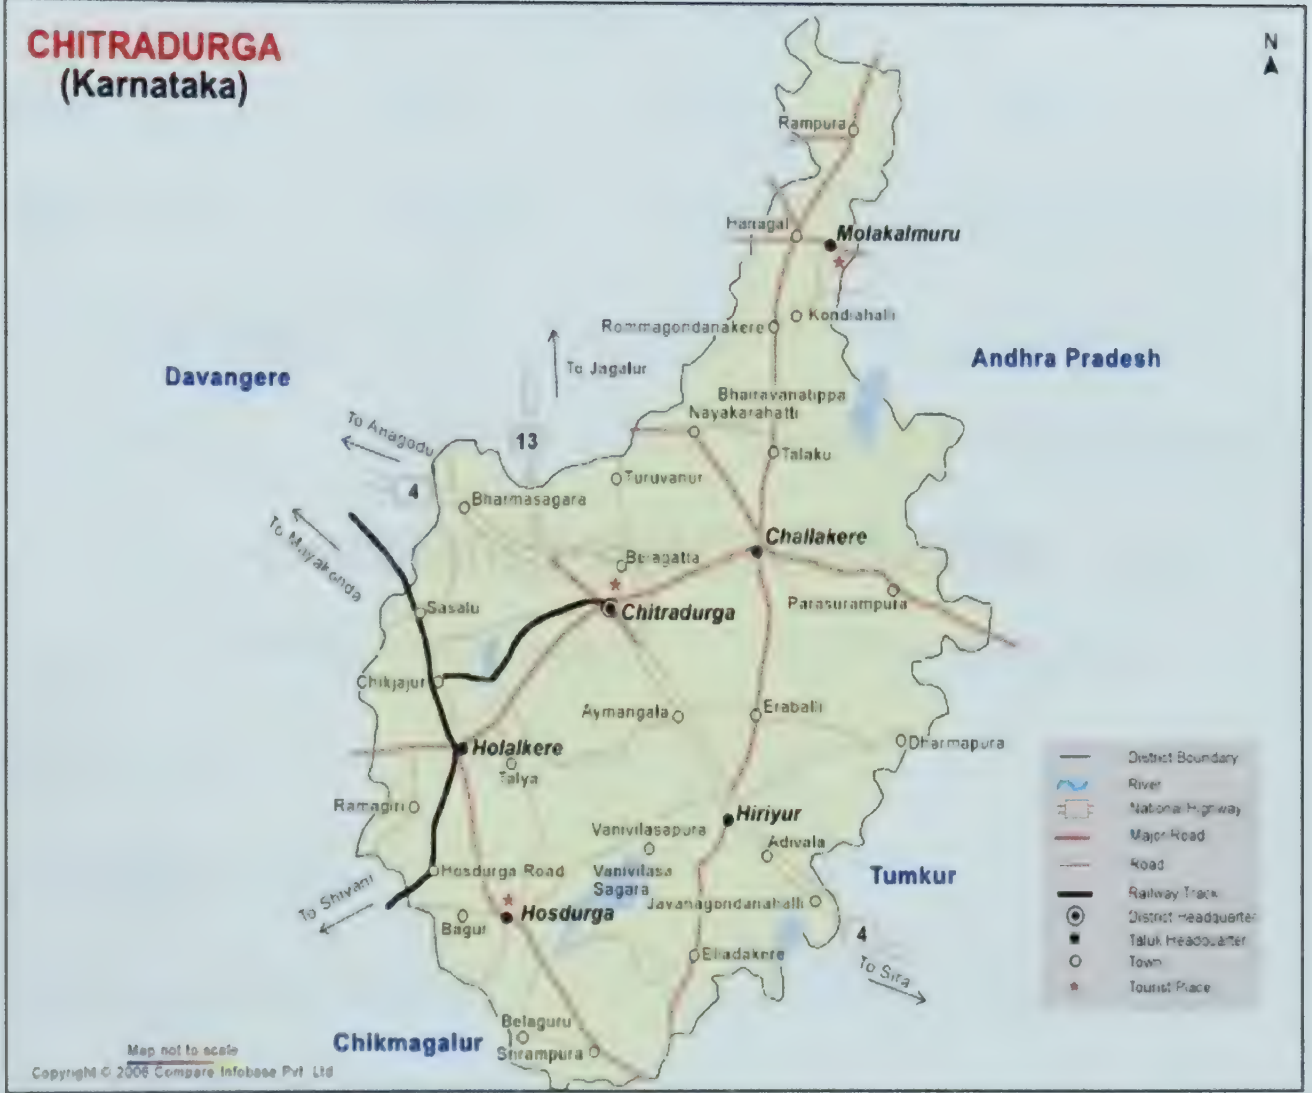 CHITRADURGA
(Karnataka)
N
Rampura
Hanagal
Molakalmuru
Kondlahalli
Rommagondanakere
To Jagalur
Andhra Pradesh
Davangere
Bhairavanatippa
Nayakarahatti
To Anagodu
13
Talaku
4
Turuvanur
Bharmasagara
To Mayakonda
Challakere
Parasurampura
Sasalu
Chitradurga
Chikjajur
Aymangala
Eraballi
Dharmapura
Holalkere
Talya
Ramagiri
Hiriyur
Vanivilasapura
Adivala
Hosdurga Road
Vanivilasa
Sagara
Tumkur
To Shivani
Javanagondanahalli
Hosdurga
Bagur
4
To Sira
Belaguru
Shrampura
Chikmagalur
District Boundary
River
National Highway
Major Road
Road
Railway Track
District Headquarter
Taluk Headquarter
Town
Tourist Place
Map not to scale
Copyright © 2006 Compare Infobase Pvt. Ltd